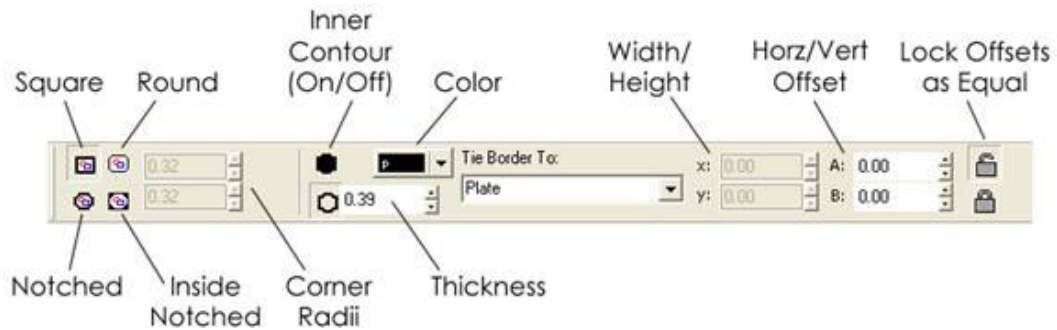 Inner
Contour
(On/Off)
Width/
Height
Horz/Vert
Offset
Lock Offsets
as Equal
Square
Round
Color
0.32
0.32
p
0.39
Tie Border To:
Plate
x: 0.00
y: 0.00
A: 0.00
B: 0.00
Notched
Inside
Notched
Corner
Radii
Thickness